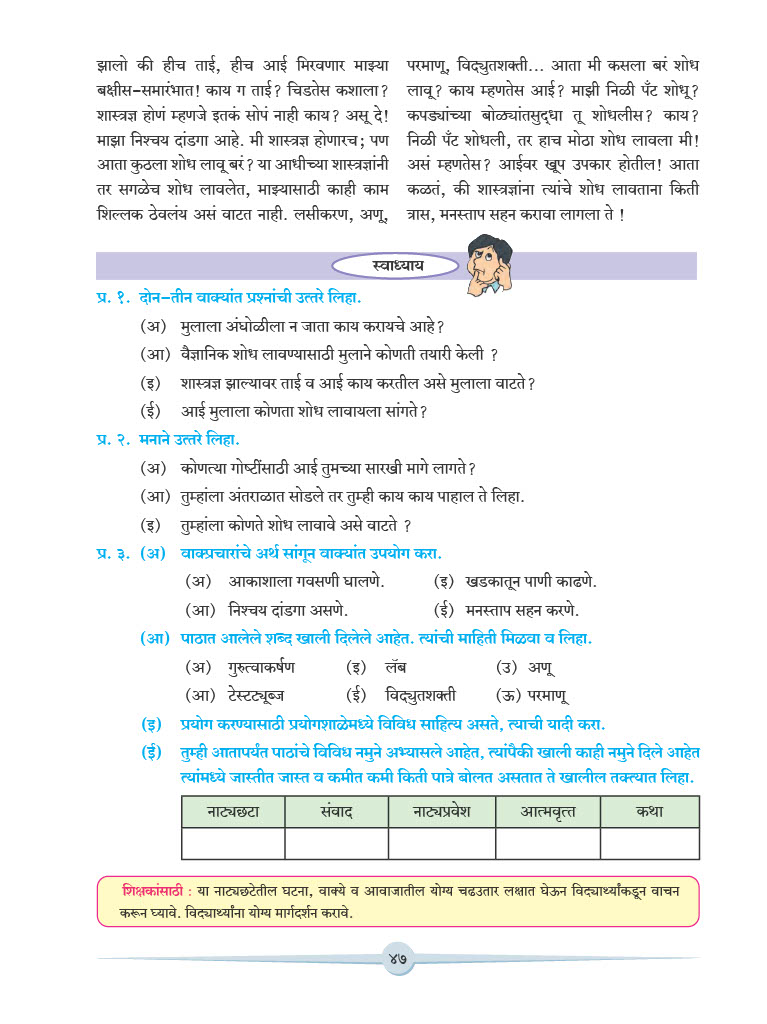 झालो की हीच ताई, हीच आई मिरवणार माझ्या
बक्षीस-समारंभात! काय ग ताई? चिडतेस कशाला?
शास्त्रज्ञ होणं म्हणजे इतकं सोपं नाही काय? असू दे!
माझा निश्चय दांडगा आहे. मी शास्त्रज्ञ होणारच; पण
आता कुठला शोध लावू बरं? या आधीच्या शास्त्रज्ञांनी
तर सगळेच शोध लावलेत, माझ्यासाठी काही काम
शिल्लक ठेवलंय असं वाटत नाही. लसीकरण, अणू,
परमाणू, विद्युतशक्ती... आता मी कसला बरं शोध
लावू? काय म्हणतेस आई? माझी निळी पँट शोधू?
कपड्यांच्या बोळ्यांतसुद्धा तू शोधलीस? काय?
निळी पँट शोधली, तर हाच मोठा शोध लावला मी!
असं म्हणतेस? आईवर खूप उपकार होतील! आता
कळतं, की शास्त्रज्ञांना त्यांचे शोध लावताना किती
त्रास, मनस्ताप सहन करावा लागला ते !
स्वाध्याय
प्र. १. दोन-तीन वाक्यांत प्रश्नांची उत्तरे लिहा.
(अ) मुलाला अंघोळीला न जाता काय करायचे आहे?
(आ) वैज्ञानिक शोध लावण्यासाठी मुलाने कोणती तयारी केली ?
(इ) शास्त्रज्ञ झाल्यावर ताई व आई काय करतील असे मुलाला वाटते?
(ई) आई मुलाला कोणता शोध लावायला सांगते?
प्र. २. मनाने उत्तरे लिहा.
(अ) कोणत्या गोष्टींसाठी आई तुमच्या सारखी मागे लागते?
(आ) तुम्हांला अंतराळात सोडले तर तुम्ही काय काय पाहाल ते लिहा.
(इ) तुम्हांला कोणते शोध लावावे असे वाटते ?
प्र. ३. (अ) वाक्प्रचारांचे अर्थ सांगून वाक्यांत उपयोग करा.
(अ) आकाशाला गवसणी घालणे. (इ) खडकातून पाणी काढणे.
(आ) निश्चय दांडगा असणे. (ई) मनस्ताप सहन करणे.
(आ) पाठात आलेले शब्द खाली दिलेले आहेत. त्यांची माहिती मिळवा व लिहा.
(अ) गुरुत्वाकर्षण (इ) लॅब (उ) अणू
(आ) टेस्टट्यूब्ज (ई) विद्युतशक्ती (ऊ) परमाणू
(इ) प्रयोग करण्यासाठी प्रयोगशाळेमध्ये विविध साहित्य असते, त्याची यादी करा.
(ई) तुम्ही आतापर्यंत पाठांचे विविध नमुने अभ्यासले आहेत, त्यांपैकी खाली काही नमुने दिले आहेत
त्यांमध्ये जास्तीत जास्त व कमीत कमी किती पात्रे बोलत असतात ते खालील तक्त्यात लिहा.
नाट्यछटा संवाद नाट्यप्रवेश आत्मवृत्त कथा
शिक्षकांसाठी : या नाट्यछटेतील घटना, वाक्ये व आवाजातील योग्य चढउतार लक्षात घेऊन विद्यार्थ्यांकडून वाचन
करून घ्यावे. विद्यार्थ्यांना योग्य मार्गदर्शन करावे.
४७